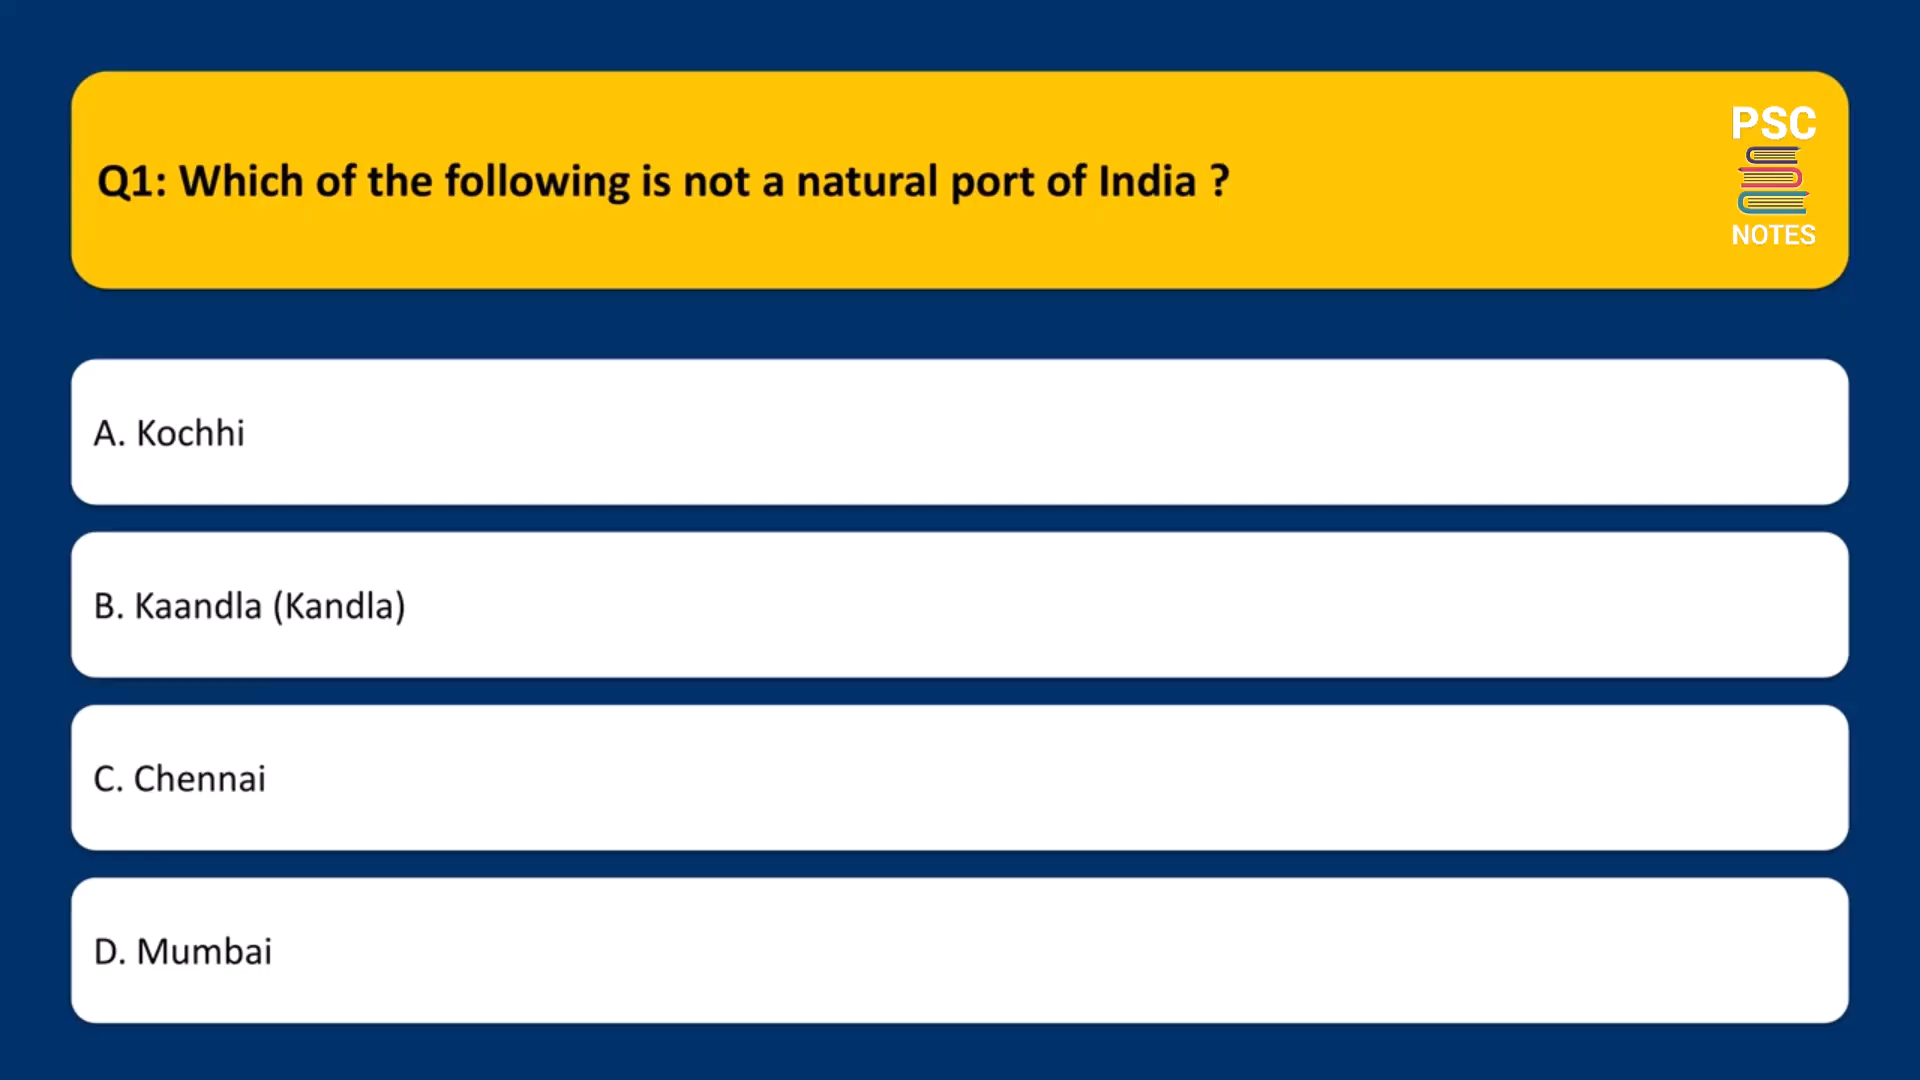 PSC
Q1: Which of the following is not a natural port of India ?
NOTES
A. Kochhi
B. Kaandla (Kandla)
C. Chennai
D. Mumbai